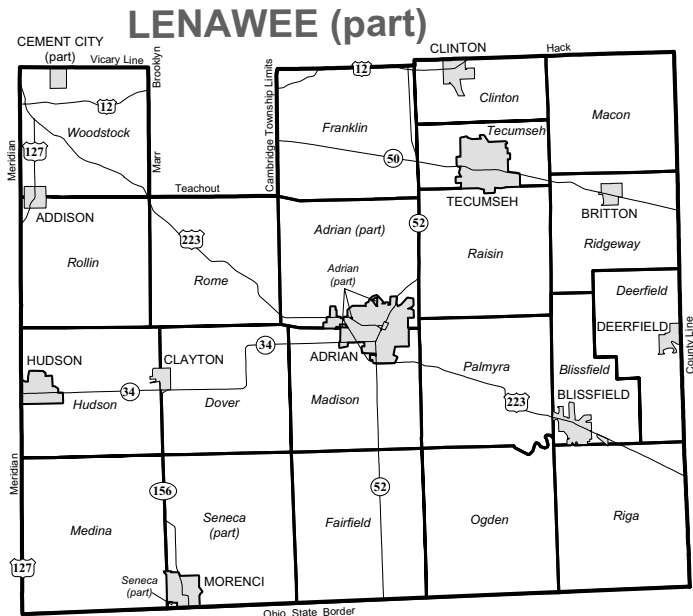 LENAWEE (part)
CEMENT CITY
(part)
Vicary Line
Brooklyn
CLINTON
Hack
12
Cambridge Township Limits
12
Clinton
Woodstock
Franklin
Tecumseh
Macon
127
Meridian
Marr
50
Teachout
ADDISON
TECUMSEH
BRITTON
52
223
Adrian (part)
Raisin
Ridgeway
Rollin
Rome
Adrian
(part)
Deerfield
DEERFIELD
County Line
HUDSON
CLAYTON
34
ADRIAN
Palmyra
Blissfield
34
Hudson
Dover
Madison
223
BLISSFIELD
Meridian
156
52
Medina
Seneca
(part)
Fairfield
Ogden
Riga
127
Seneca
(part)
MORENCI
Ohio State Border